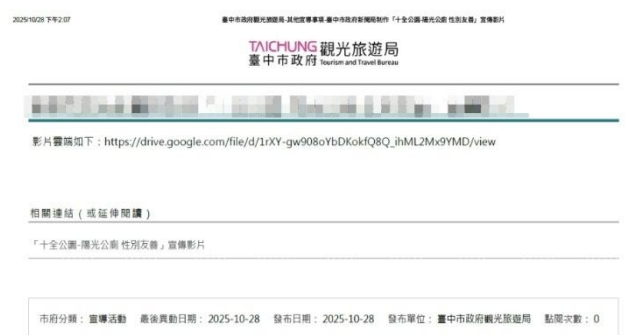 2025/10/28 下午2:07
臺中市政府觀光旅遊局-其他宣導事項-臺中市政府新聞局制作「十全公園-陽光公廁 性別友善」宣傳影片
TAICHUNG 觀光旅遊局
臺中市政府 Tourism and Travel Bureau
影片雲端如下：https://drive.google.com/file/d/1rXY-gw908oYbDKokfQ8Q_ihML2Mx9YMD/view
相關連結（或延伸閱讀）
「十全公園-陽光公廁 性別友善」宣傳影片
市府分類：宣導活動 最後異動日期：2025-10-28 發布日期：2025-10-28 發布單位：臺中市政府觀光旅遊局 點閱次數：0